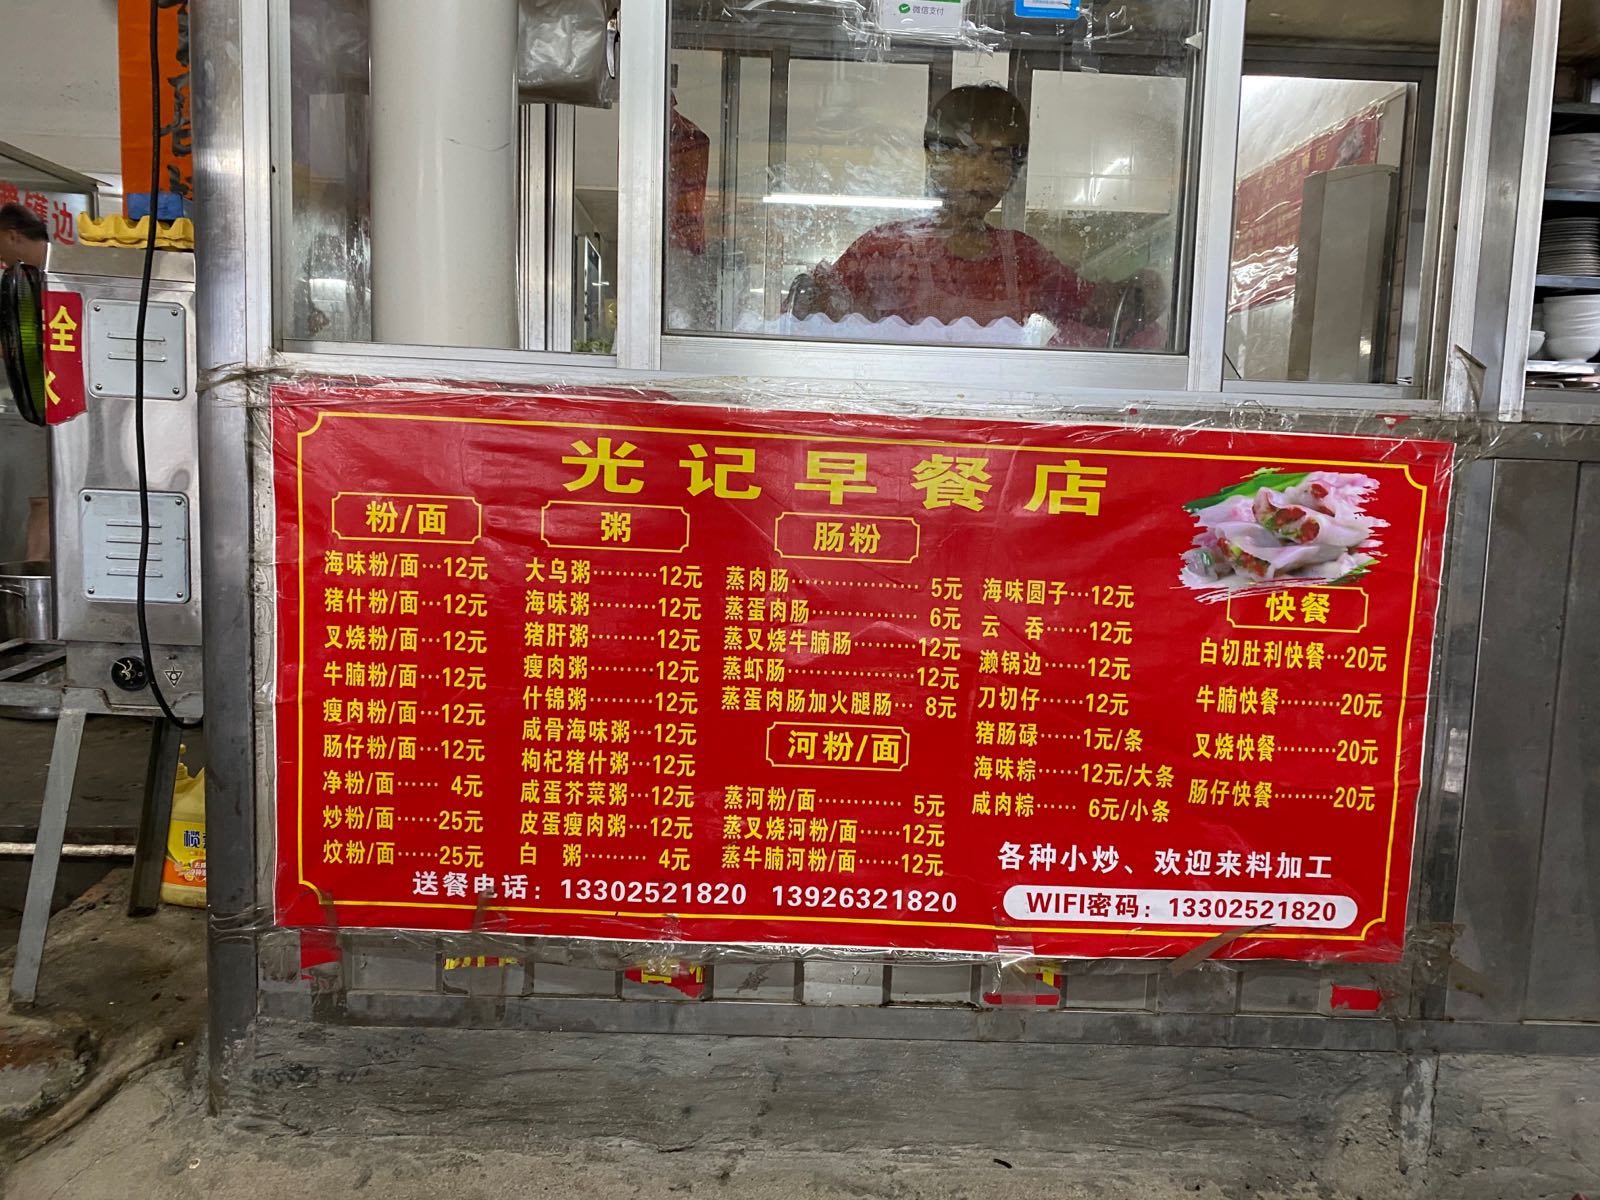 微信支付
镬边
全
水
光记早餐店
粉/面
海味粉/面…12元
猪什粉/面…12元
叉烧粉/面…12元
牛腩粉/面…12元
瘦肉粉/面…12元
肠仔粉/面…12元
净粉/面…… 4元
炒粉/面……25元
炆粉/面……25元
粥
大乌粥………12元
海味粥………12元
猪肝粥………12元
瘦肉粥………12元
什锦粥………12元
咸骨海味粥…12元
枸杞猪什粥…12元
咸蛋芥菜粥…12元
皮蛋瘦肉粥…12元
白 粥……… 4元
肠粉
蒸肉肠……………… 5元
蒸蛋肉肠…………… 6元
蒸叉烧牛腩肠………12元
蒸虾肠………………12元
蒸蛋肉肠加火腿肠… 8元
河粉/面
蒸河粉/面………… 5元
蒸叉烧河粉/面……12元
蒸牛腩河粉/面……12元
海味圆子…12元
云 吞……12元
濑锅边……12元
刀切仔……12元
猪肠碌……1元/条
海味粽……12元/大条
咸肉粽…… 6元/小条
快餐
白切肚利快餐…20元
牛腩快餐………20元
叉烧快餐………20元
肠仔快餐………20元
各种小炒、欢迎来料加工
送餐电话：13302521820 13926321820
WIFI密码：13302521820
光记早餐店